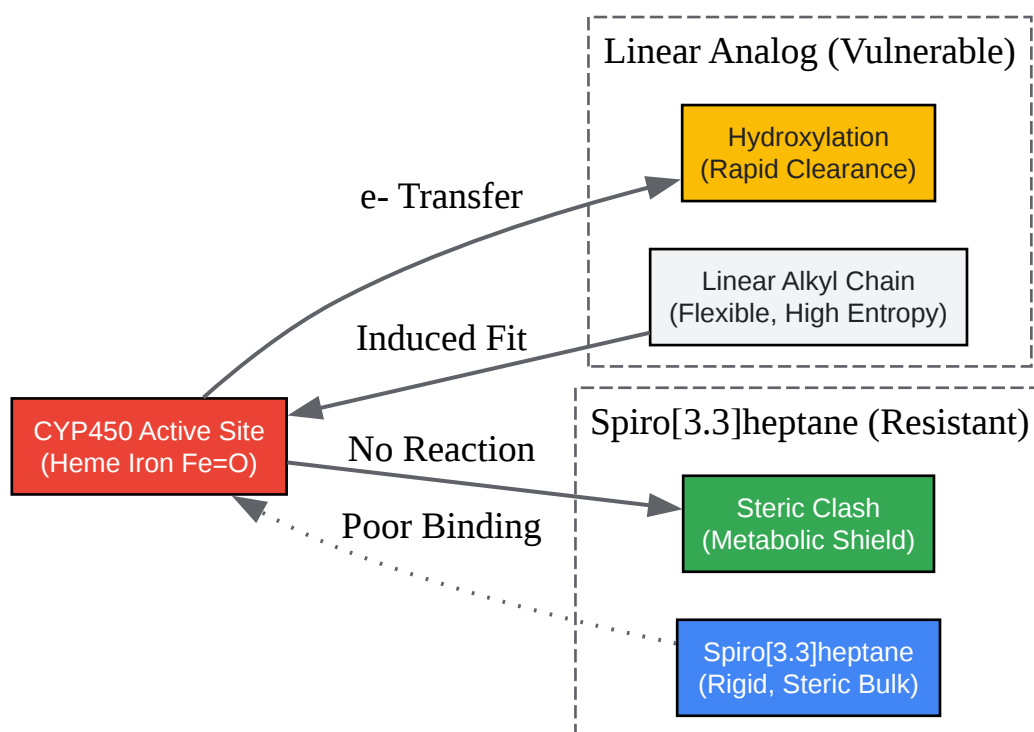 Linear Analog (Vulnerable)
Hydroxylation
(Rapid Clearance)
e- Transfer
Linear Alkyl Chain
(Flexible, High Entropy)
Induced Fit
CYP450 Active Site
(Heme Iron Fe=O)
Spiro[3.3]heptane (Resistant)
No Reaction
Steric Clash
(Metabolic Shield)
Poor Binding
Spiro[3.3]heptane
(Rigid, Steric Bulk)